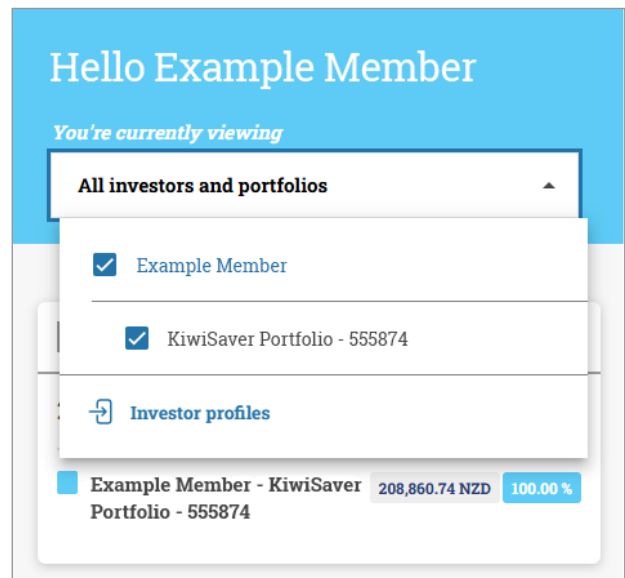 Hello Example Member
You're currently viewing
All investors and portfolios
Example Member
KiwiSaver Portfolio - 555874
Investor profiles
Example Member - KiwiSaver 208,860.74 NZD 100.00 %
Portfolio - 555874